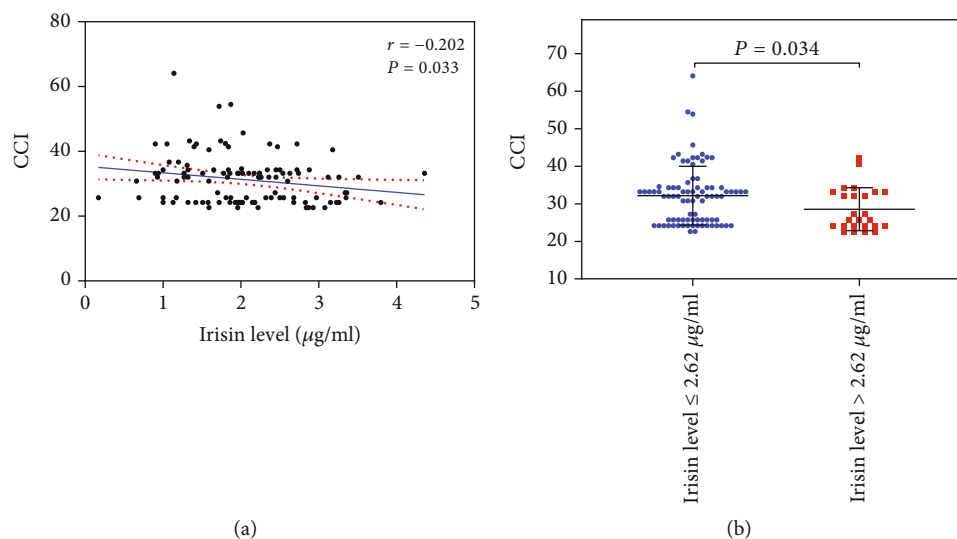 80
60
40
20
0
CCI
r = −0.202
P = 0.033
0 1 2 3 4 5
Irisin level (μg/ml)
(a)
70
60
50
40
30
20
10
CCI
P = 0.034
Irisin level ≤ 2.62 μg/ml
Irisin level > 2.62 μg/ml
(b)